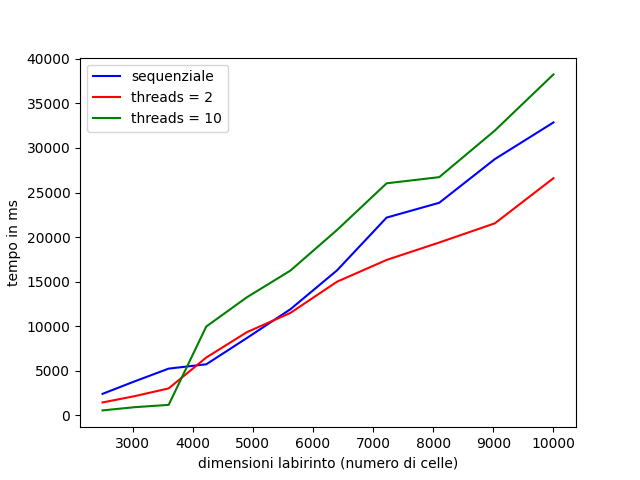 sequenziale
threads = 2
threads = 10
tempo in ms
40000
35000
30000
25000
20000
15000
10000
5000
0
3000 4000 5000 6000 7000 8000 9000 10000
dimensioni labirinto (numero di celle)